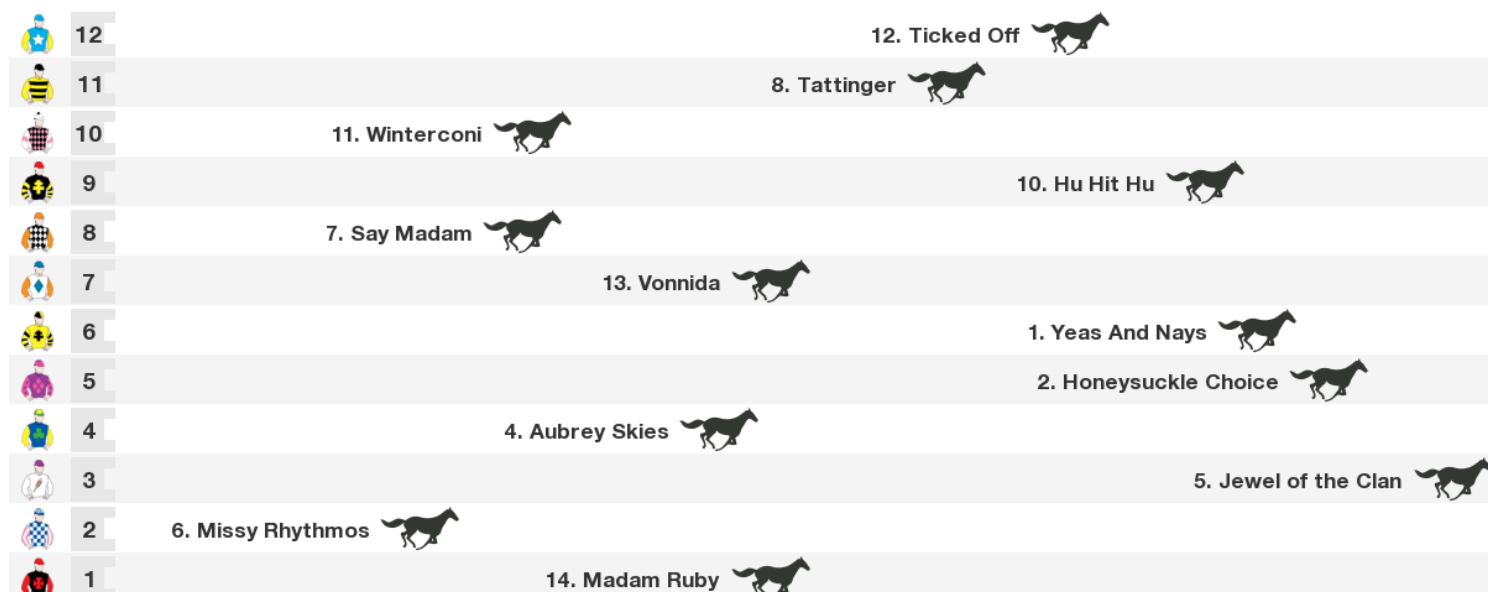 12 12. Ticked Off
11 8. Tattinger
10 11. Winterconi
9 10. Hu Hit Hu
8 7. Say Madam
7 13. Vonnida
6 1. Yeas And Nays
5 2. Honeysuckle Choice
4 4. Aubrey Skies
3 5. Jewel of the Clan
2 6. Missy Rhythmos
1 14. Madam Ruby